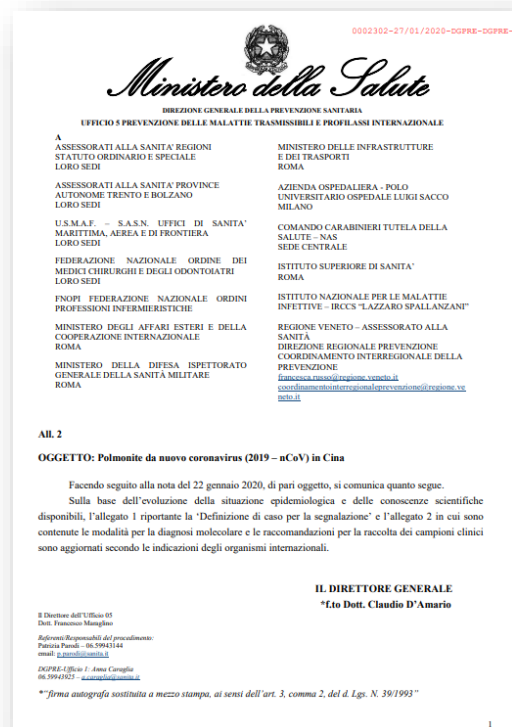 0002302-27/01/2020-DGPRE-DGPRE-
Ministero della Salute
DIREZIONE GENERALE DELLA PREVENZIONE SANITARIA
UFFICIO 5 PREVENZIONE DELLE MALATTIE TRASMISSIBILI E PROFILASSI INTERNAZIONALE
A
ASSESSORATI ALLA SANITA' REGIONI
STATUTO ORDINARIO E SPECIALE
LORO SEDI
ASSESSORATI ALLA SANITA' PROVINCE
AUTONOME TRENTO E BOLZANO
LORO SEDI
U.S.M.A.F. – S.A.S.N. UFFICI DI SANITA'
MARITTIMA, AEREA E DI FRONTIERA
LORO SEDI
FEDERAZIONE NAZIONALE ORDINE DEI
MEDICI CHIRURGHI E DEGLI ODONTOIATRI
LORO SEDI
FNOPI FEDERAZIONE NAZIONALE ORDINI
PROFESSIONI INFERMIERISTICHE
MINISTERO DEGLI AFFARI ESTERI E DELLA
COOPERAZIONE INTERNAZIONALE
ROMA
MINISTERO DELLA DIFESA ISPETTORATO
GENERALE DELLA SANITÀ MILITARE
ROMA
MINISTERO DELLE INFRASTRUTTURE
E DEI TRASPORTI
ROMA
AZIENDA OSPEDALIERA - POLO
UNIVERSITARIO OSPEDALE LUIGI SACCO
MILANO
COMANDO CARABINIERI TUTELA DELLA
SALUTE – NAS
SEDE CENTRALE
ISTITUTO SUPERIORE DI SANITA'
ROMA
ISTITUTO NAZIONALE PER LE MALATTIE
INFETTIVE – IRCCS "LAZZARO SPALLANZANI"
REGIONE VENETO – ASSESSORATO ALLA
SANITÀ
DIREZIONE REGIONALE PREVENZIONE
COORDINAMENTO INTERREGIONALE DELLA
PREVENZIONE
francesca.russo@regione.veneto.it
coordinamentointerregionaleprevenzione@regione.ve
neto.it
All. 2
OGGETTO: Polmonite da nuovo coronavirus (2019 – nCoV) in Cina
Facendo seguito alla nota del 22 gennaio 2020, di pari oggetto, si comunica quanto segue.
Sulla base dell'evoluzione della situazione epidemiologica e delle conoscenze scientifiche
disponibili, l'allegato 1 riportante la 'Definizione di caso per la segnalazione' e l'allegato 2 in cui sono
contenute le modalità per la diagnosi molecolare e le raccomandazioni per la raccolta dei campioni clinici
sono aggiornati secondo le indicazioni degli organismi internazionali.
IL DIRETTORE GENERALE
*f.to Dott. Claudio D'Amario
Il Direttore dell'Ufficio 05
Dott. Francesco Maraglino
Referenti/Responsabili del procedimento:
Patrizia Parodi – 06.59943144
email: p.parodi@sanita.it
DGPRE-Ufficio 1: Anna Caraglia
06.59943925 – a.caraglia@sanita.it
*"firma autografa sostituita a mezzo stampa, ai sensi dell'art. 3, comma 2, del d. Lgs. N. 39/1993"
1